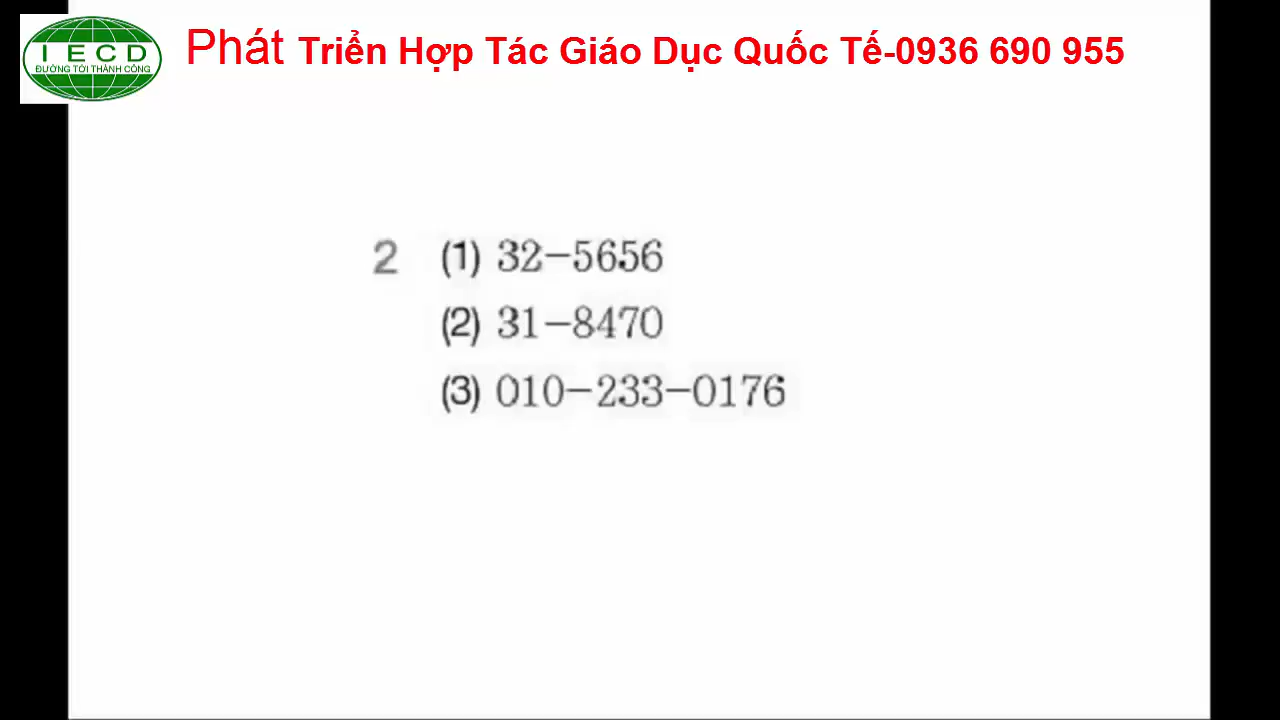 IECD
ĐƯỜNG TỚI THÀNH CÔNG
Phát Triển Hợp Tác Giáo Dục Quốc Tế-0936 690 955
2 (1) 32-5656
(2) 31-8470
(3) 010-233-0176